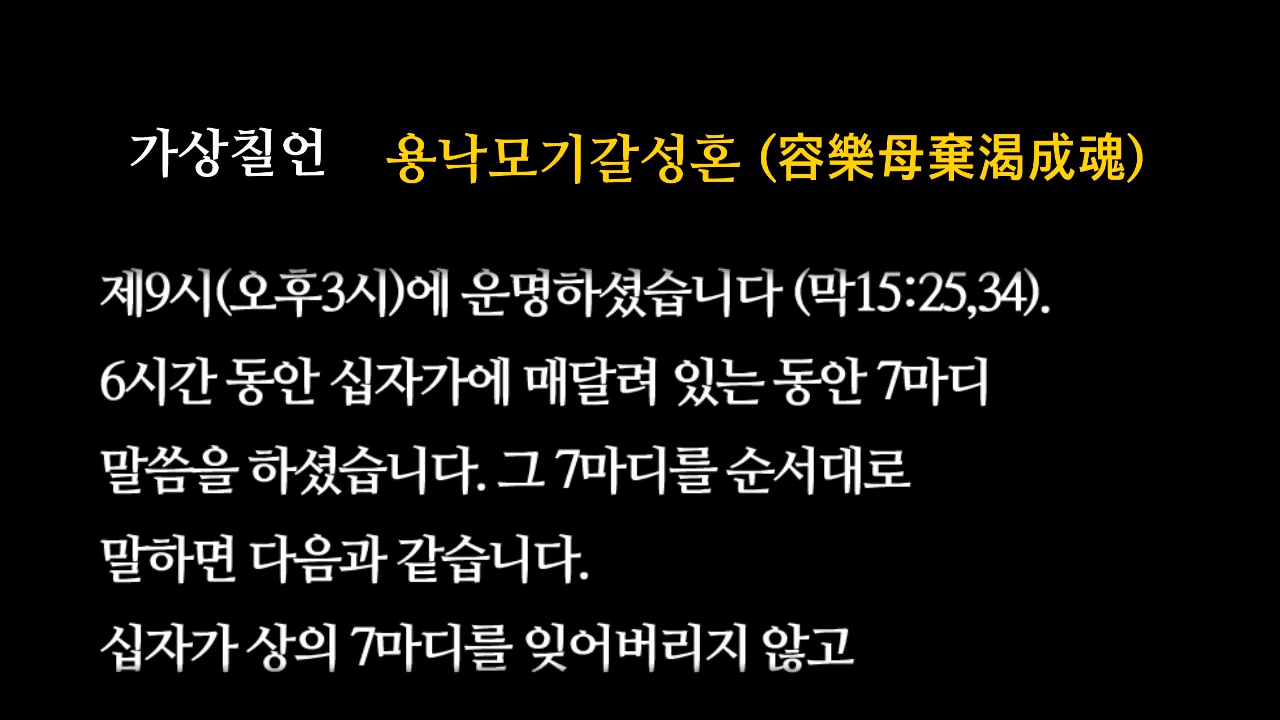 가상칠언 용낙모기갈성혼 (容樂母棄渴成魂)
제9시(오후3시)에 운명하셨습니다 (막15:25,34).
6시간 동안 십자가에 매달려 있는 동안 7마디
말씀을 하셨습니다. 그 7마디를 순서대로
말하면 다음과 같습니다.
십자가 상의 7마디를 잊어버리지 않고